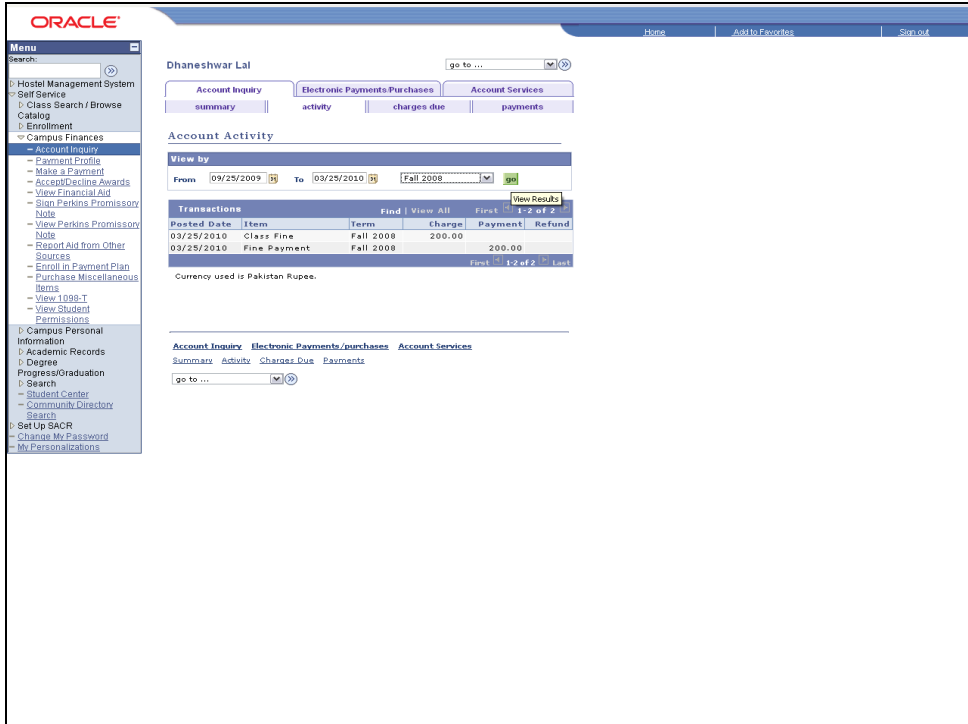 ORACLE
Home Add to Favorites Sign out
Menu
Search:
Hostel Management System
Self Service
Class Search / Browse
Catalog
Enrollment
Campus Finances
– Account Inquiry
– Payment Profile
– Make a Payment
– Accept/Decline Awards
– View Financial Aid
– Sign Perkins Promissory
Note
– View Perkins Promissory
Note
– Report Aid from Other
Sources
– Enroll in Payment Plan
– Purchase Miscellaneous
Items
– View 1098-T
– View Student
Permissions
Campus Personal
Information
Academic Records
Degree
Progress/Graduation
Search
– Student Center
– Community Directory
Search
Set Up SACR
– Change My Password
– My Personalizations
Dhaneshwar Lal go to ...
Account Inquiry Electronic Payments/Purchases Account Services
summary activity charges due payments
Account Activity
View by
From 09/25/2009 To 03/25/2010 Fall 2008 go
View Results
Transactions Find | View All First 1-2 of 2
Posted Date Item Term Charge Payment Refund
03/25/2010 Class Fine Fall 2008 200.00
03/25/2010 Fine Payment Fall 2008 200.00
First 1-2 of 2 Last
Currency used is Pakistan Rupee.
Account Inquiry Electronic Payments/purchases Account Services
Summary Activity Charges Due Payments
go to ...